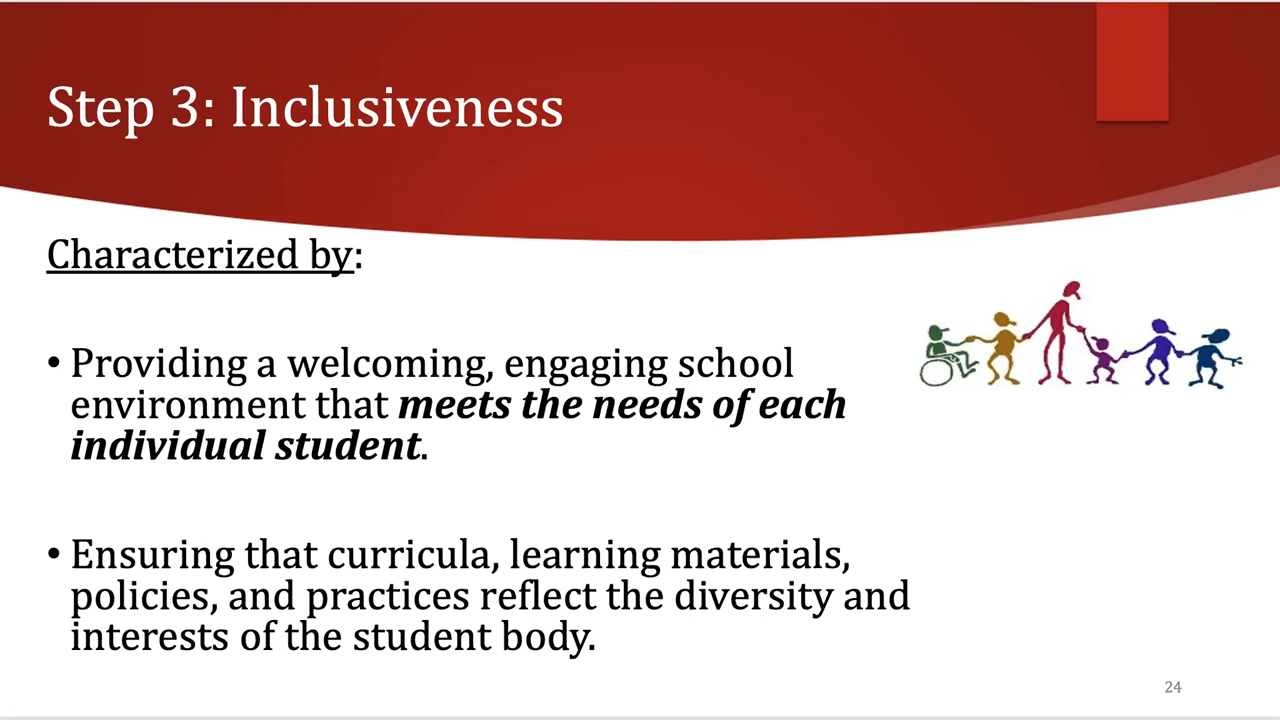 Step 3: Inclusiveness
Characterized by:
• Providing a welcoming, engaging school
environment that meets the needs of each
individual student.
• Ensuring that curricula, learning materials,
policies, and practices reflect the diversity and
interests of the student body.
24